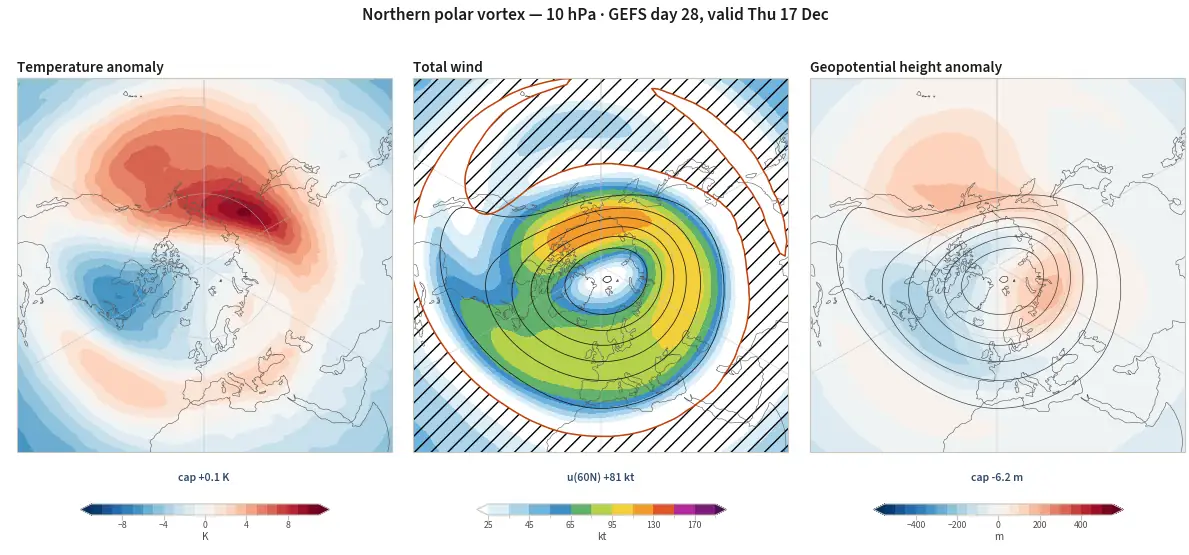 Northern polar vortex — 10 hPa · GEFS day 28, valid Thu 17 Dec
Temperature anomaly
Total wind
Geopotential height anomaly
cap +0.1 K
u(60N) +81 kt
cap -6.2 m
−8 −4 0 4 8
K
25 45 65 95 130 170
kt
−400 −200 0 200 400
m